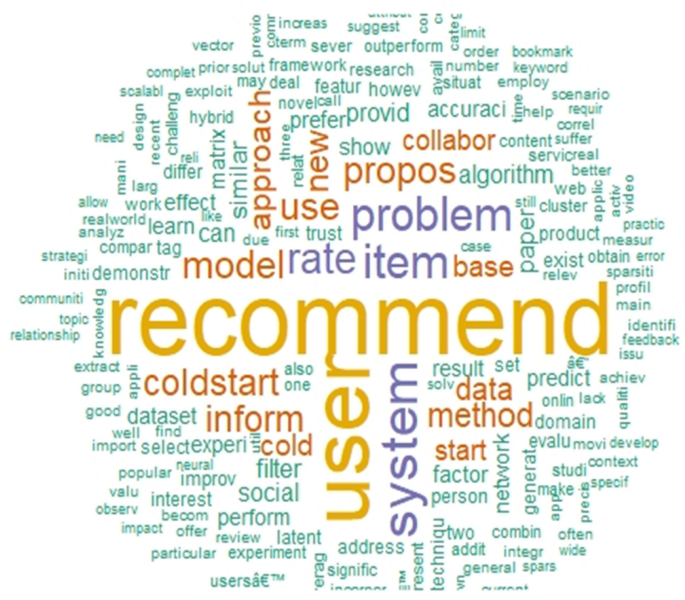 increas
suggest
limit
vector
previo
oterm
sever
outperform
order
bookmark
complet
prior
solut
framework
research
avail
number
keyword
scalabl
exploit
may
deal
featur
howev
situat
employ
scenario
design
recent
challeng
hybrid
novel
call
prefer
provid
accuraci
time
help
requir
correl
need
mani
reli
differ
matrix
similar
approach
three
relat
new
show
collabor
content
suffer
servic
real
better
larg
propos
algorithm
web
applic
activ
video
allow
work
effect
like
use
problem
still
cluster
practic
realworld
analyz
learn
can
due
first
trust
paper
product
measur
compar
tag
case
exist
obtain
error
strategi
initi
demonstr
model
rate
item
base
relev
sparsiti
profil
main
communiti
topic
relationship
knowledg
recommend
identifi
feedback
issu
extract
appli
group
coldstart
also
one
user
system
result
set
solv
data
predict
â€¦
achiev
onlin
lack
qualiti
good
dataset
inform
method
domain
well
find
import
select
experi
util
cold
start
evalu
movi
develop
context
popular
neural
improv
filter
factor
network
generat
studi
make
specif
valu
interest
social
person
app
precis
observ
becom
perform
impact
offer
review
latent
techniqu
two
combin
often
particular
experiment
address
addit
integr
wide
usersâ€™
signific
general
spars